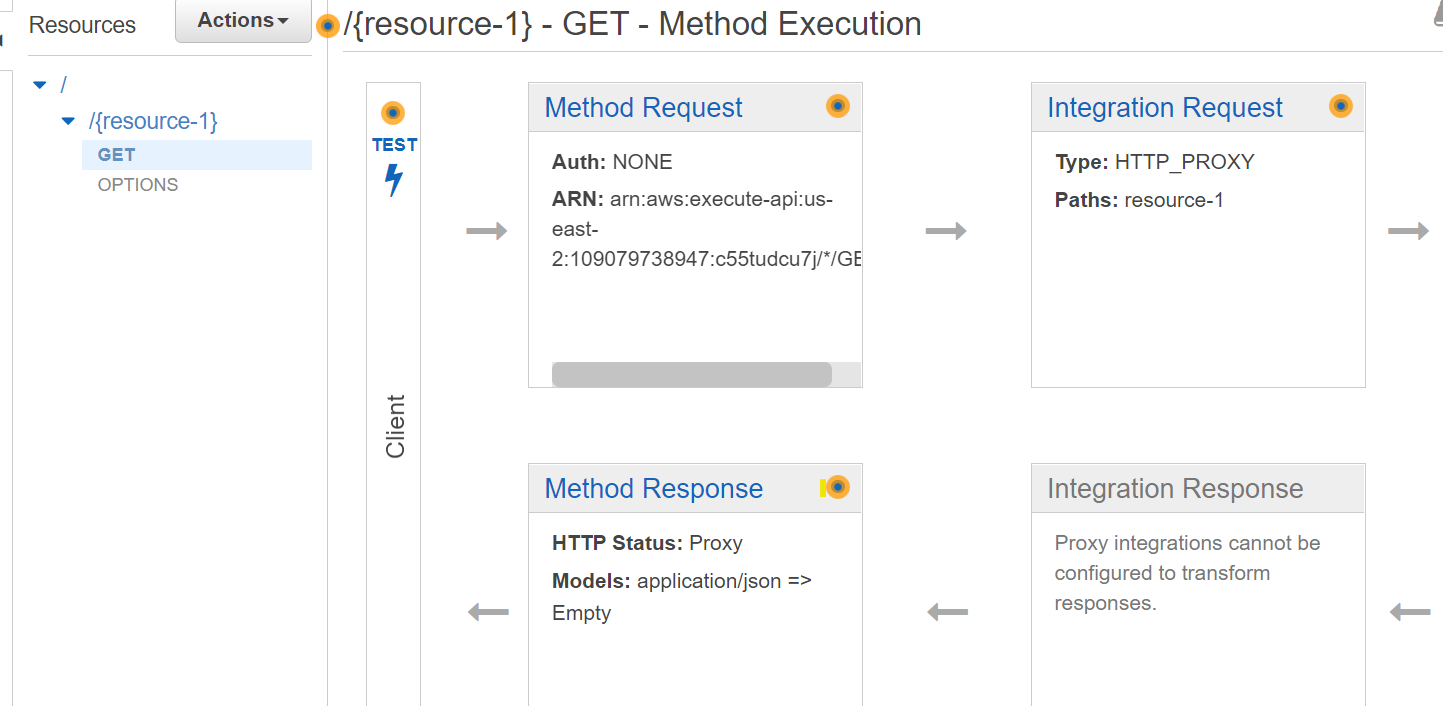 Resources
Actions
/{resource-1} - GET - Method Execution
/
/{resource-1}
GET
OPTIONS
TEST
Client
Method Request
Auth: NONE
ARN: arn:aws:execute-api:us-
east-
2:109079738947:c55tudcu7j/*/GE
Integration Request
Type: HTTP_PROXY
Paths: resource-1
Method Response
HTTP Status: Proxy
Models: application/json =>
Empty
Integration Response
Proxy integrations cannot be
configured to transform
responses.